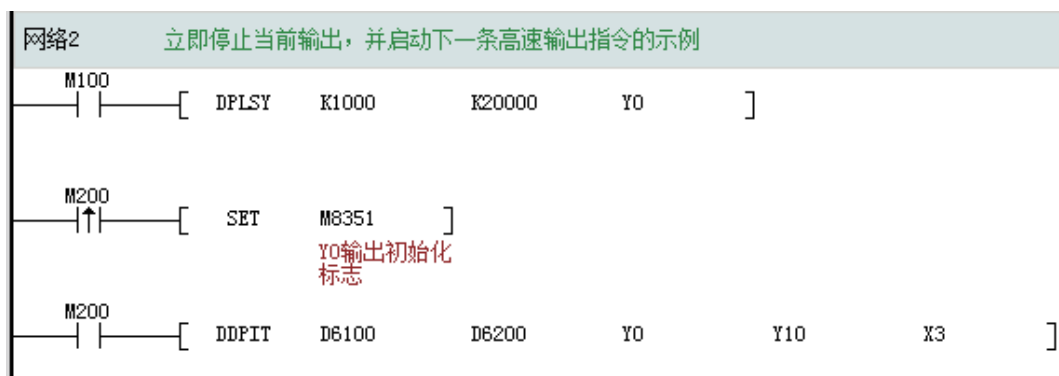 网络2 立即停止当前输出，并启动下一条高速输出指令的示例
M100
[ DPLSY K1000 K20000 Y0 ]
M200
[ SET M8351 ]
Y0输出初始化
标志
M200
[ DDPIT D6100 D6200 Y0 Y10 X3 ]